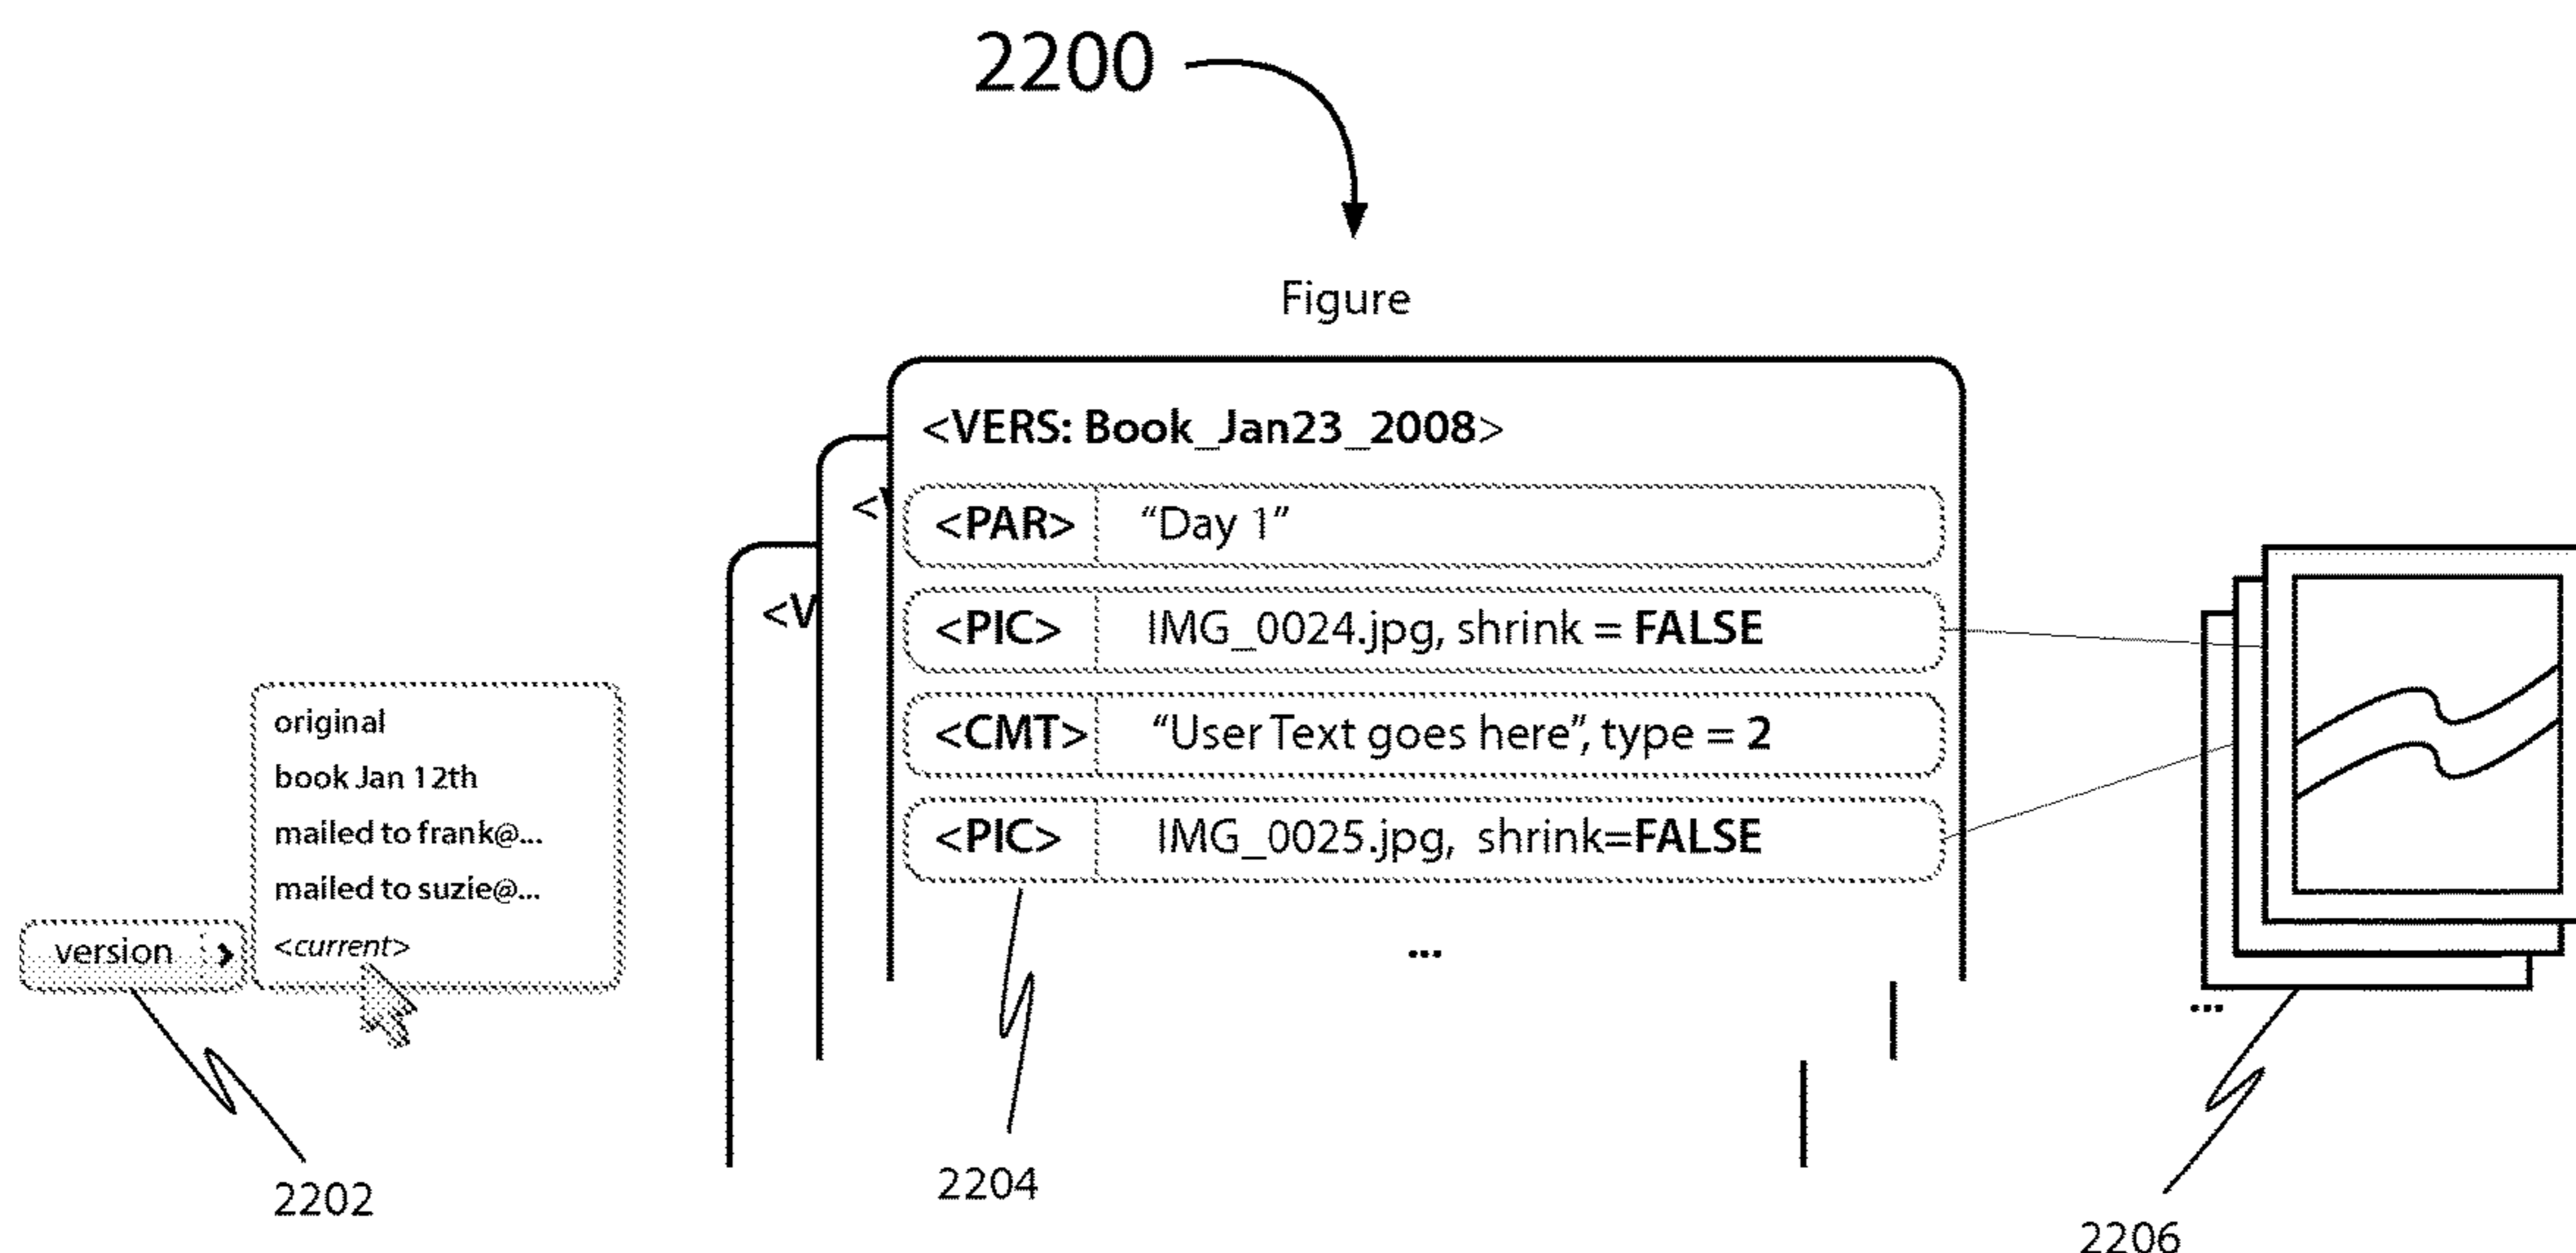 2200
Figure
<VERS: Book_Jan23_2008>
<V
<V
<PAR> “Day 1”
<PIC> IMG_0024.jpg, shrink = FALSE
<CMT> “User Text goes here”, type = 2
<PIC> IMG_0025.jpg, shrink=FALSE
...
original
book Jan 12th
mailed to frank@...
mailed to suzie@...
<current>
version
...
2202
2204
2206